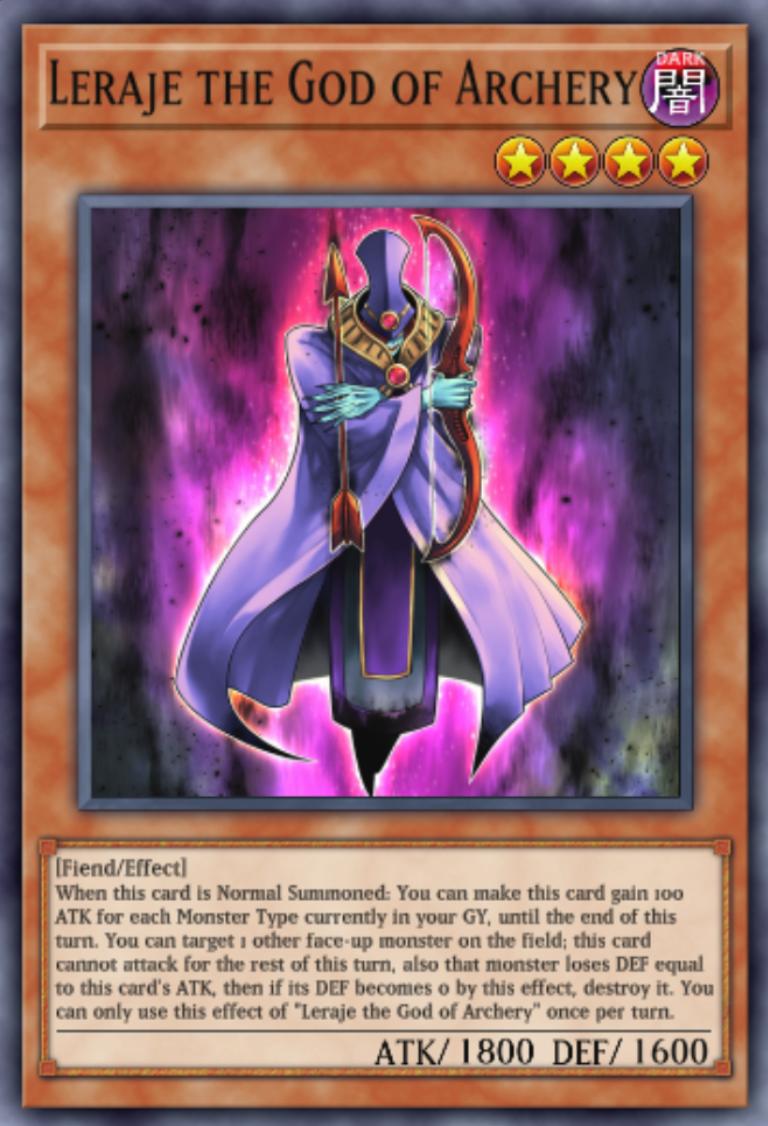 Leraje the God of Archery
DARK
闇
[Fiend/Effect]
When this card is Normal Summoned: You can make this card gain 100
ATK for each Monster Type currently in your GY, until the end of this
turn. You can target 1 other face-up monster on the field; this card
cannot attack for the rest of this turn, also that monster loses DEF equal
to this card's ATK, then if its DEF becomes 0 by this effect, destroy it. You
can only use this effect of "Leraje the God of Archery" once per turn.
ATK/ 1800 DEF/ 1600